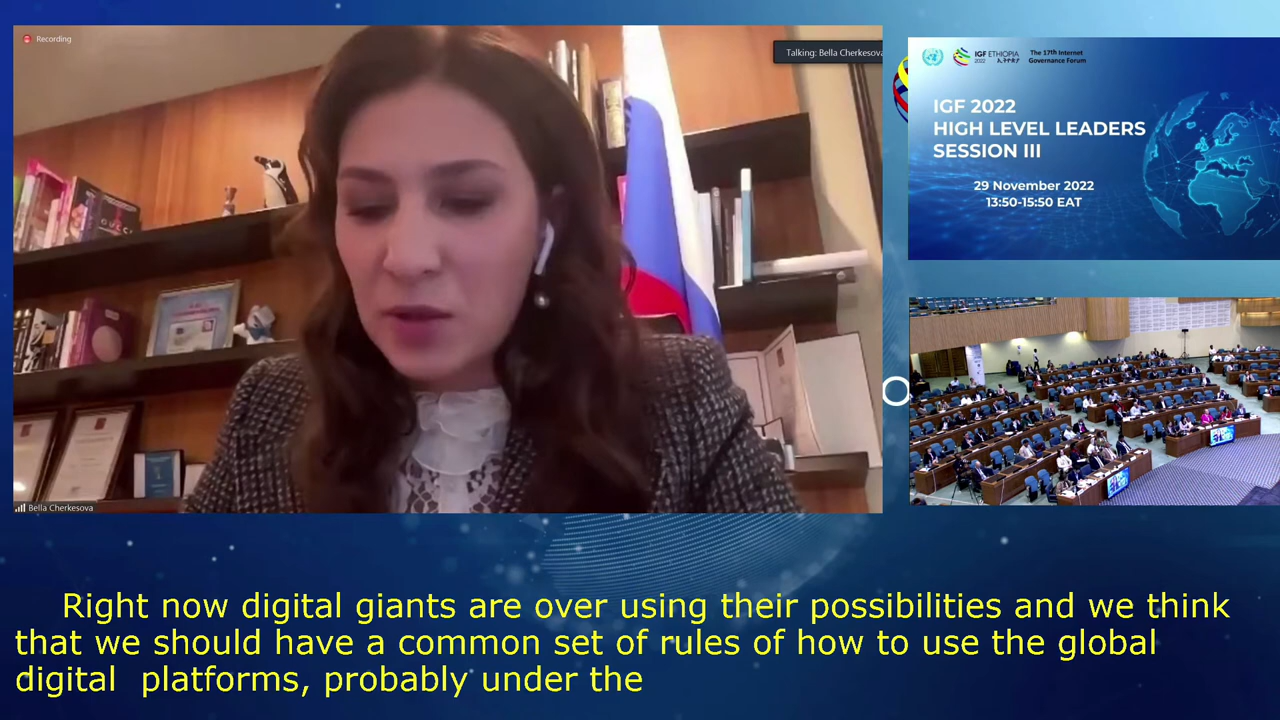 Recording
Talking: Bella Cherkesova
IGF ETHIOPIA
2022 ኢትዮጵያ
The 17th Internet
Governance Forum
IGF 2022
HIGH LEVEL LEADERS
SESSION III
29 November 2022
13:50-15:50 EAT
GUCCI
O
Bella Cherkesova
Right now digital giants are over using their possibilities and we think
that we should have a common set of rules of how to use the global
digital platforms, probably under the